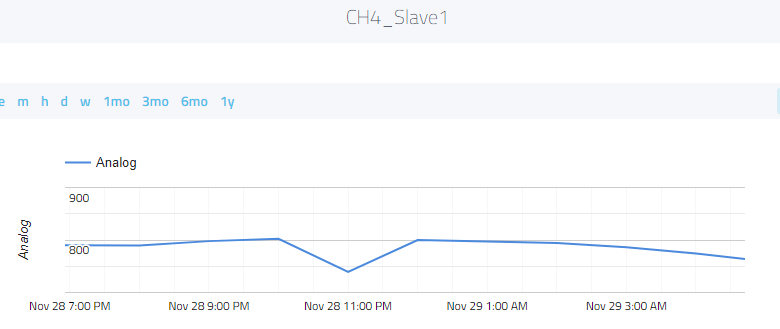 CH4_Slave1
e m h d w 1mo 3mo 6mo 1y
Analog
900
Analog
800
Nov 28 7:00 PM Nov 28 9:00 PM Nov 28 11:00 PM Nov 29 1:00 AM Nov 29 3:00 AM